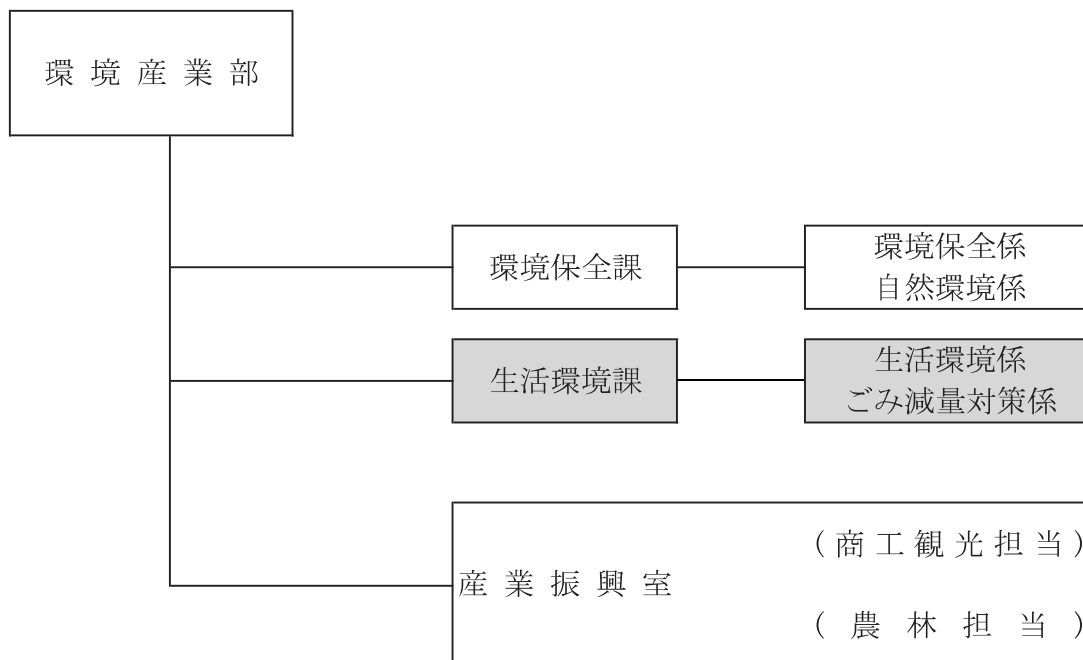 環境産業部
環境保全課
環境保全係
自然環境係
生活環境課
生活環境係
ごみ減量対策係
産業振興室
(商工観光担当)
(農林担当)